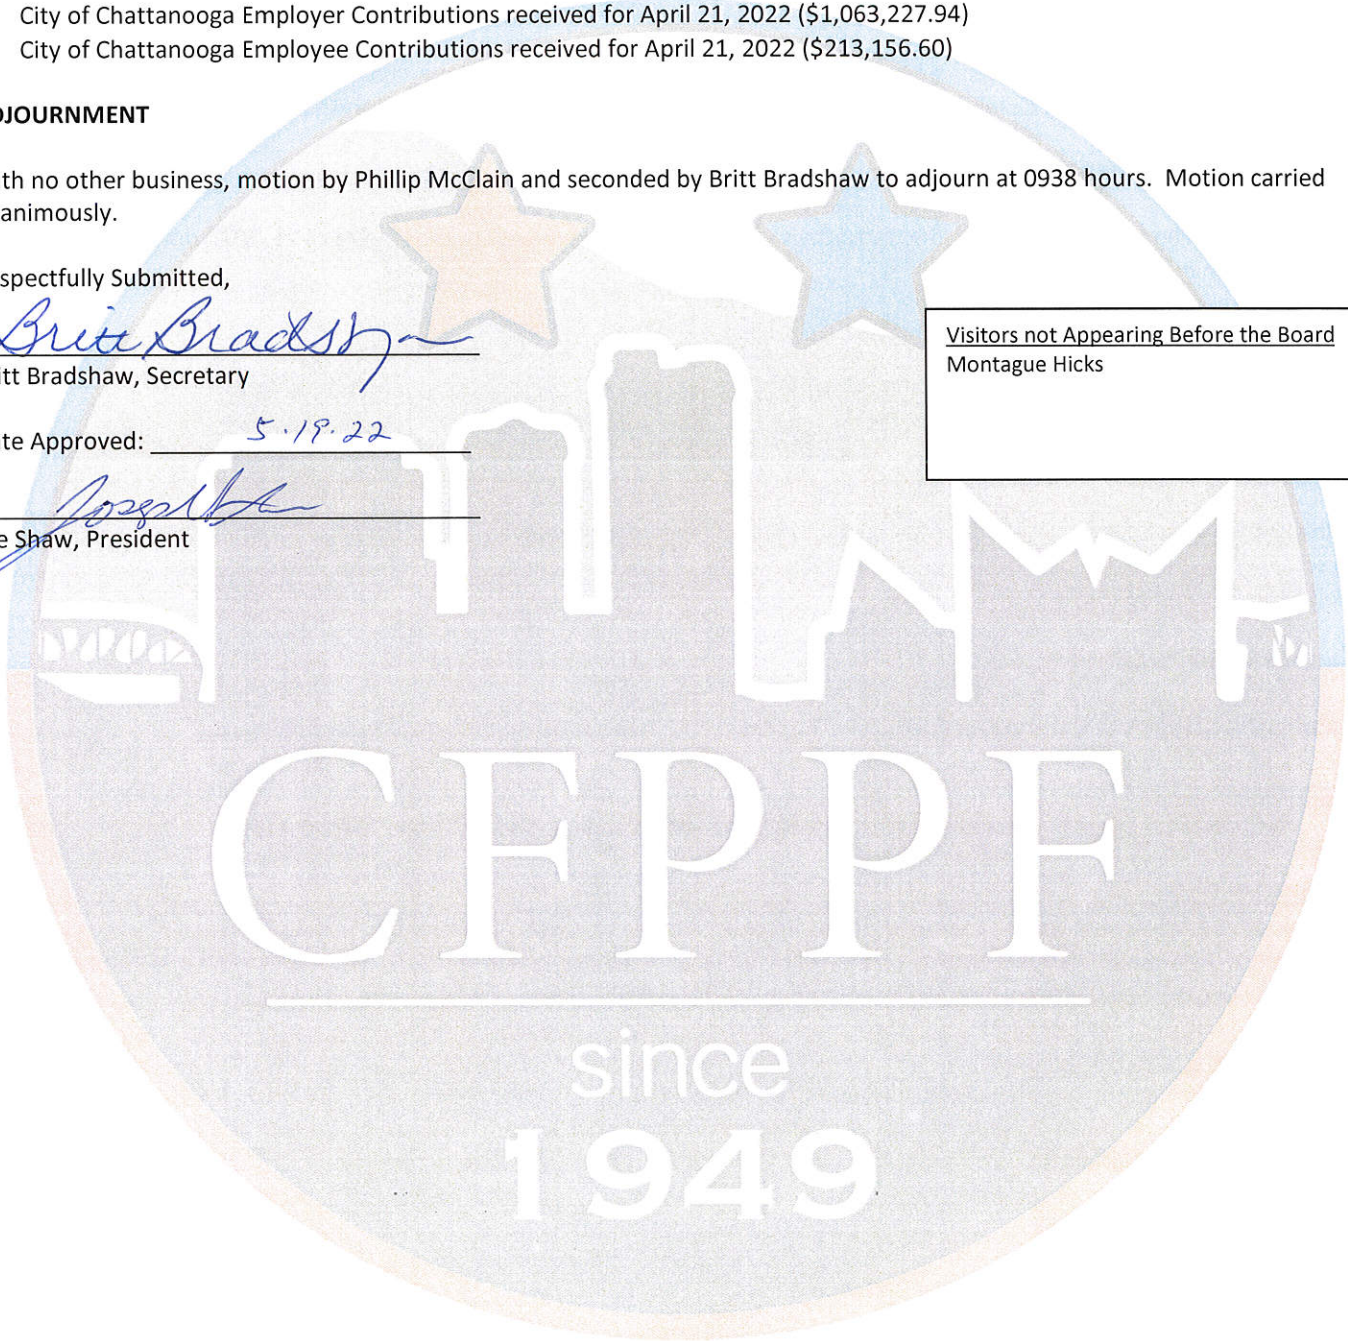 City of Chattanooga Employer Contributions received for April 21, 2022 ($1,063,227.94)
City of Chattanooga Employee Contributions received for April 21, 2022 ($213,156.60)
DJOURNMENT
th no other business, motion by Phillip McClain and seconded by Britt Bradshaw to adjourn at 0938 hours. Motion carried
animously.
spectfully Submitted,
Britt Bradshaw
itt Bradshaw, Secretary
te Approved: 5.19.22
e Shaw, President
Visitors not Appearing Before the Board
Montague Hicks
CFPPF
since
1949